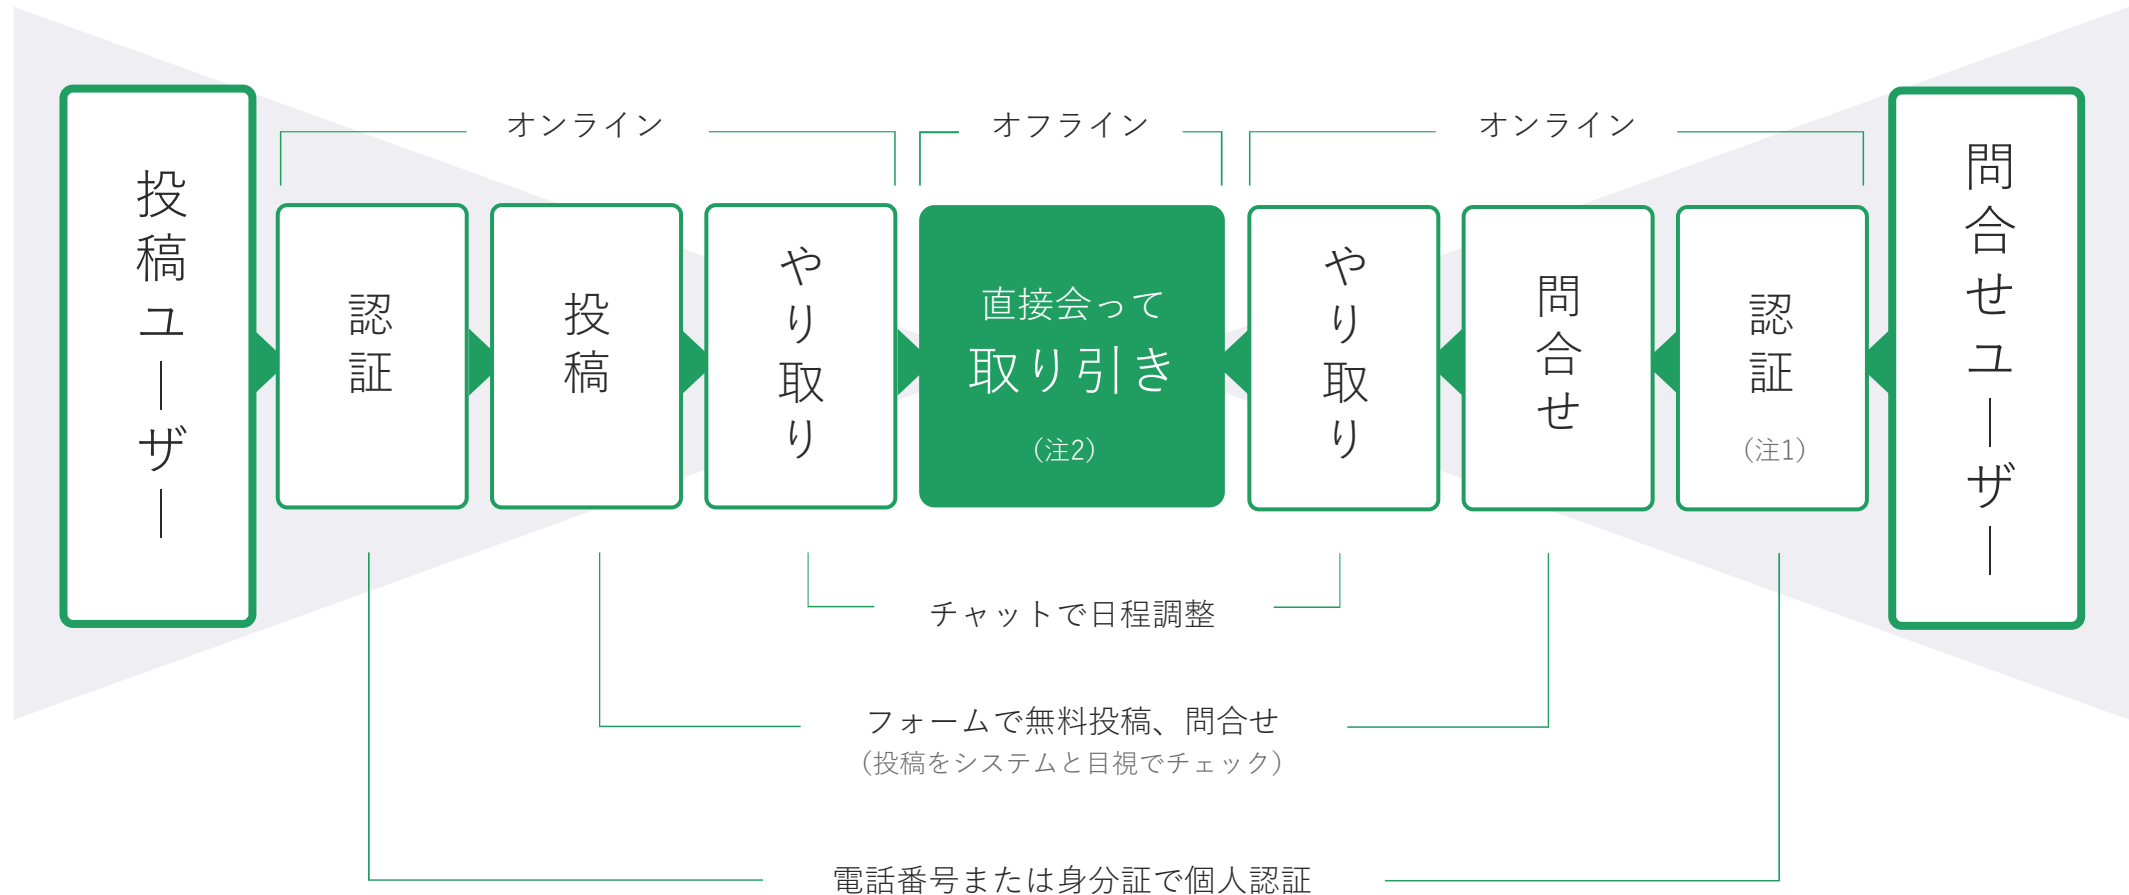 オンライン
オフライン
オンライン
投稿ユーザー
認証
投稿
やり取り
直接会って
取り引き
（注2）
やり取り
問合せ
認証
（注1）
問合せユーザー
チャットで日程調整
フォームで無料投稿、問合せ
（投稿をシステムと目視でチェック）
電話番号または身分証で個人認証